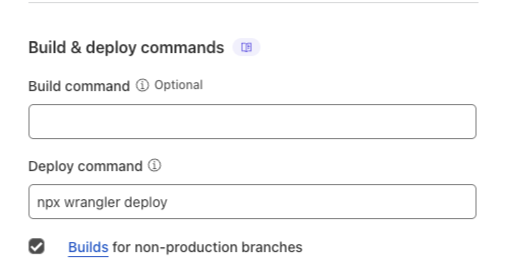 Build & deploy commands
Build command Optional
Deploy command
npx wrangler deploy
Builds for non-production branches